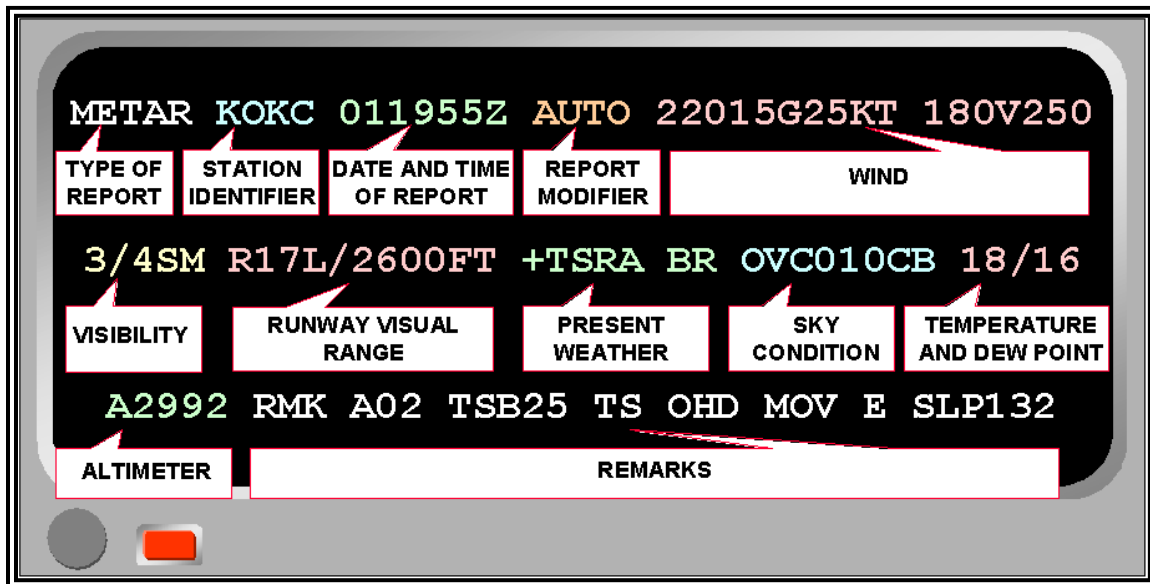 METAR KOKC 011955Z AUTO 22015G25KT 180V250
TYPE OF REPORT
STATION IDENTIFIER
DATE AND TIME OF REPORT
REPORT MODIFIER
WIND
3/4SM R17L/2600FT +TSRA BR OVC010CB 18/16
VISIBILITY
RUNWAY VISUAL RANGE
PRESENT WEATHER
SKY CONDITION
TEMPERATURE AND DEW POINT
A2992 RMK A02 TSB25 TS OHD MOV E SLP132
ALTIMETER
REMARKS